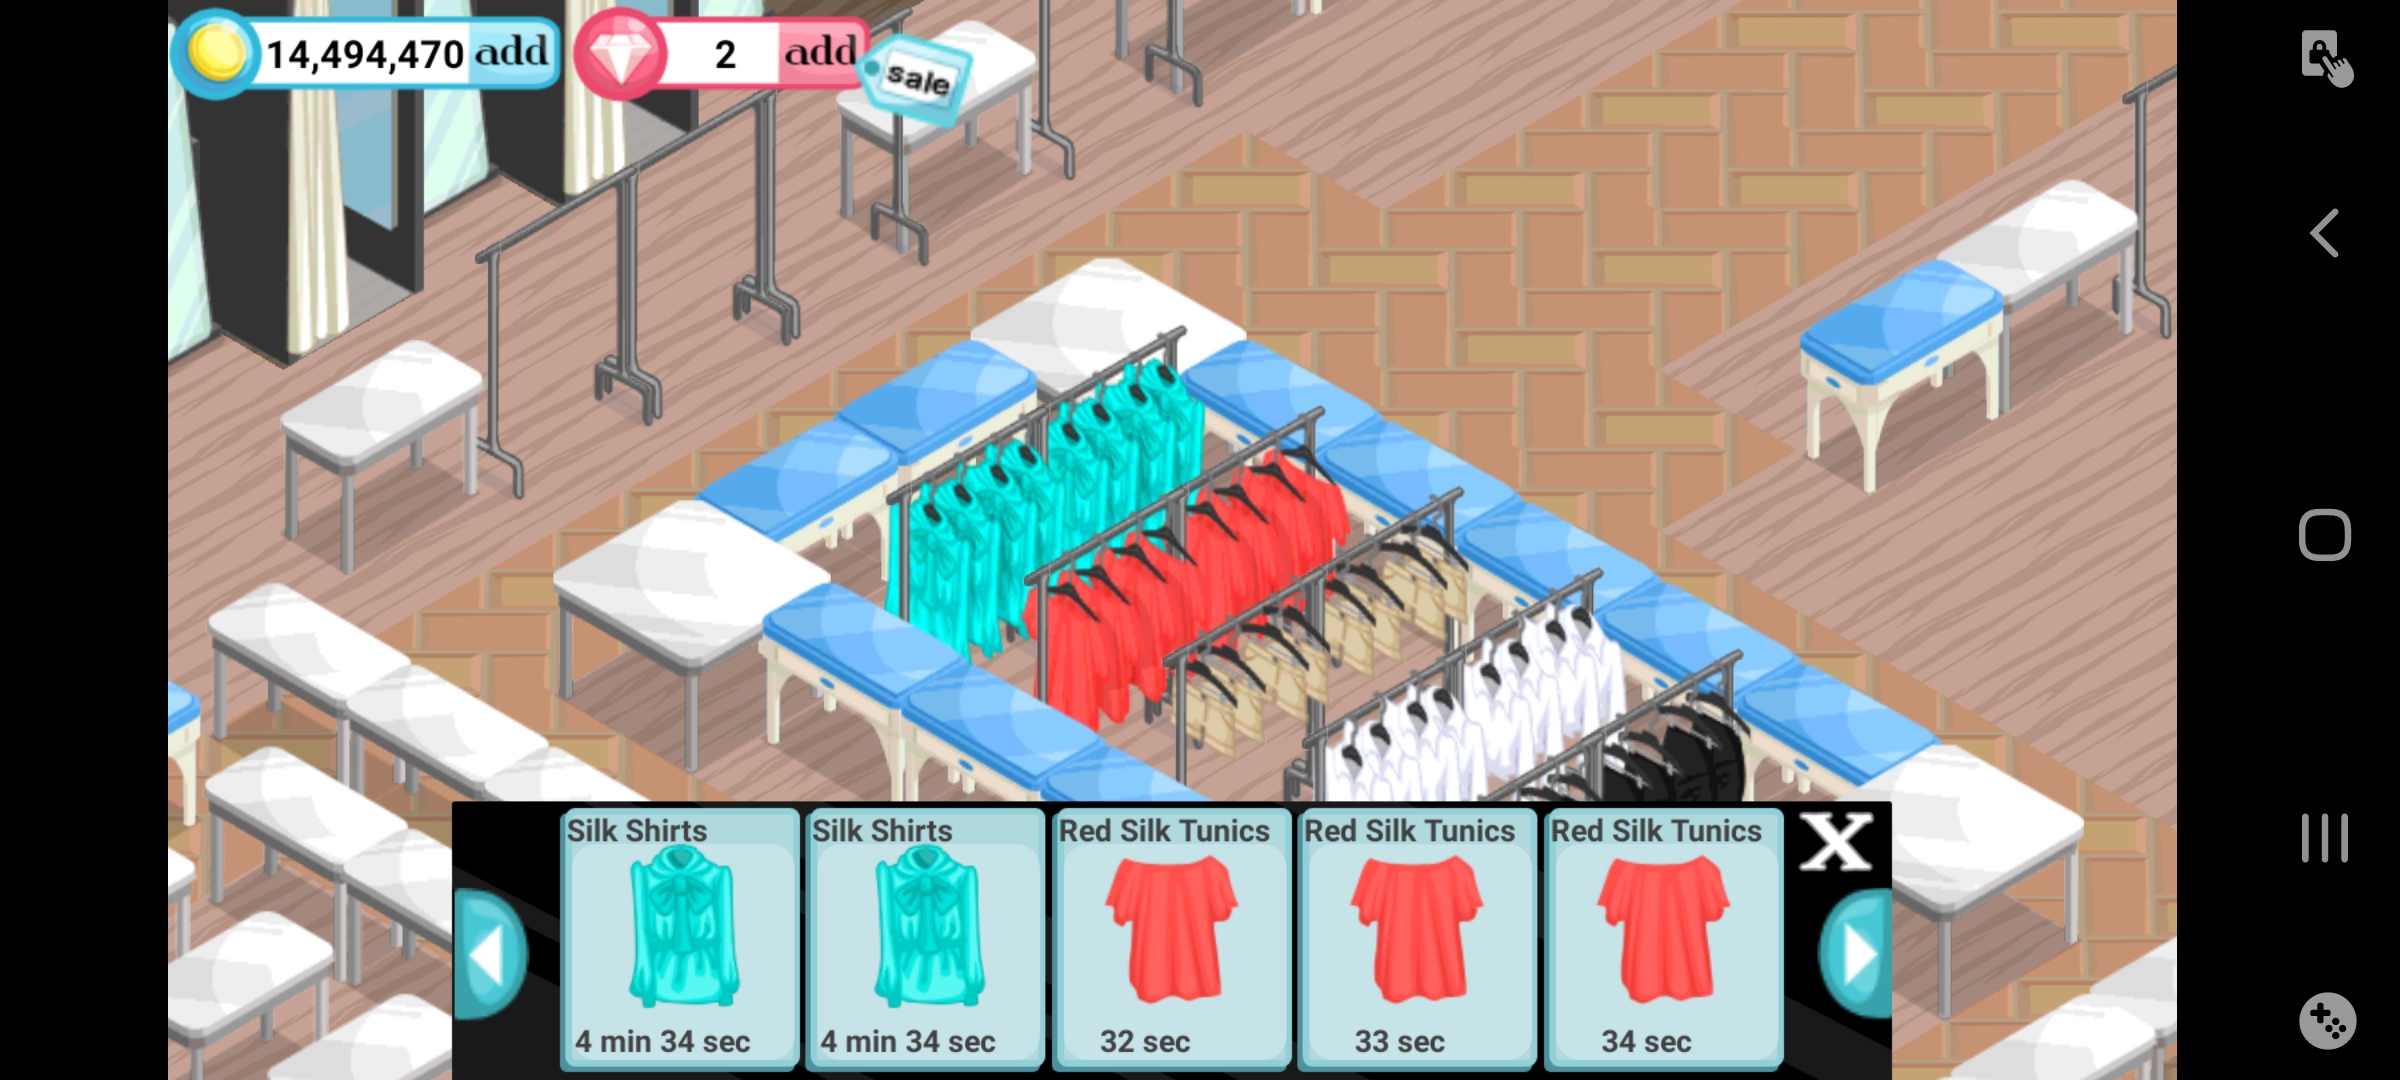 14,494,470 add
2 add
sale
Silk Shirts
4 min 34 sec
Silk Shirts
4 min 34 sec
Red Silk Tunics
32 sec
Red Silk Tunics
33 sec
Red Silk Tunics
34 sec
X